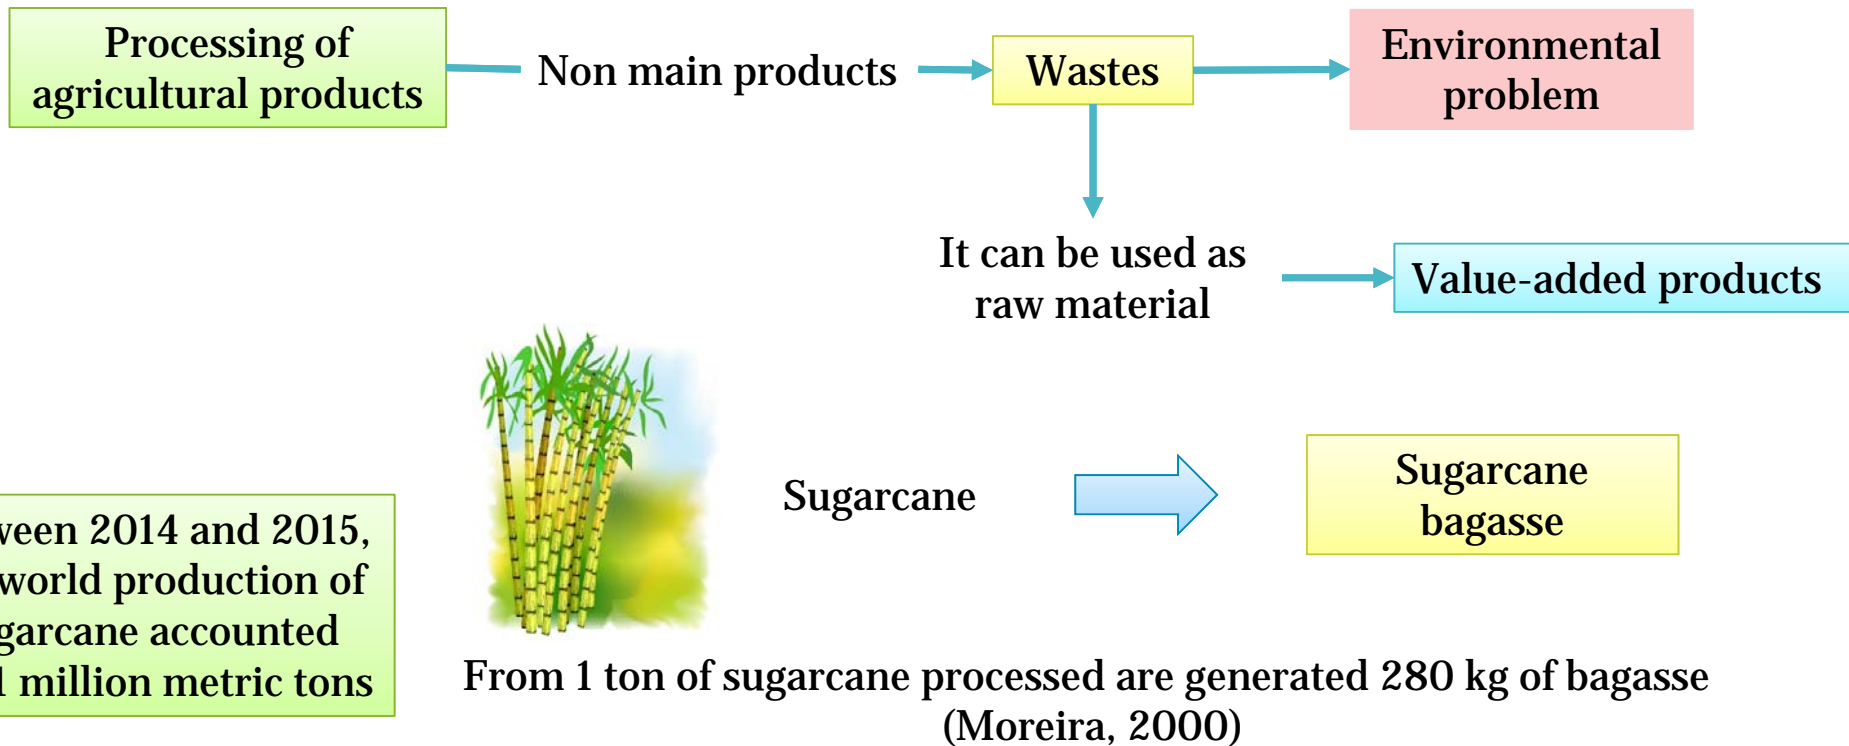 Processing of
agricultural products
Non main products
Wastes
Environmental
problem
It can be used as
raw material
Value-added products
Sugarcane
Sugarcane
bagasse
2014 and 2015,
world production of
accounted
million metric tons
From 1 ton of sugarcane processed are generated 280 kg of bagasse
(Moreira, 2000)